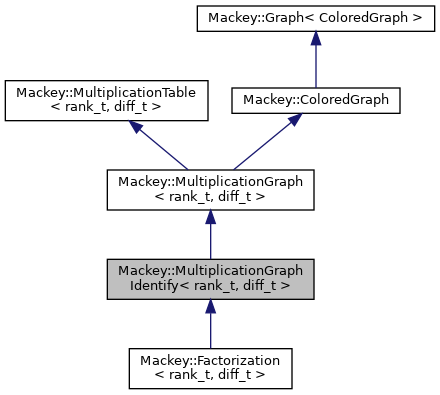 Mackey::Graph< ColoredGraph >
Mackey::MultiplicationTable
< rank_t, diff_t >
Mackey::ColoredGraph
Mackey::MultiplicationGraph
< rank_t, diff_t >
Mackey::MultiplicationGraph
Identify< rank_t, diff_t >
Mackey::Factorization
< rank_t, diff_t >